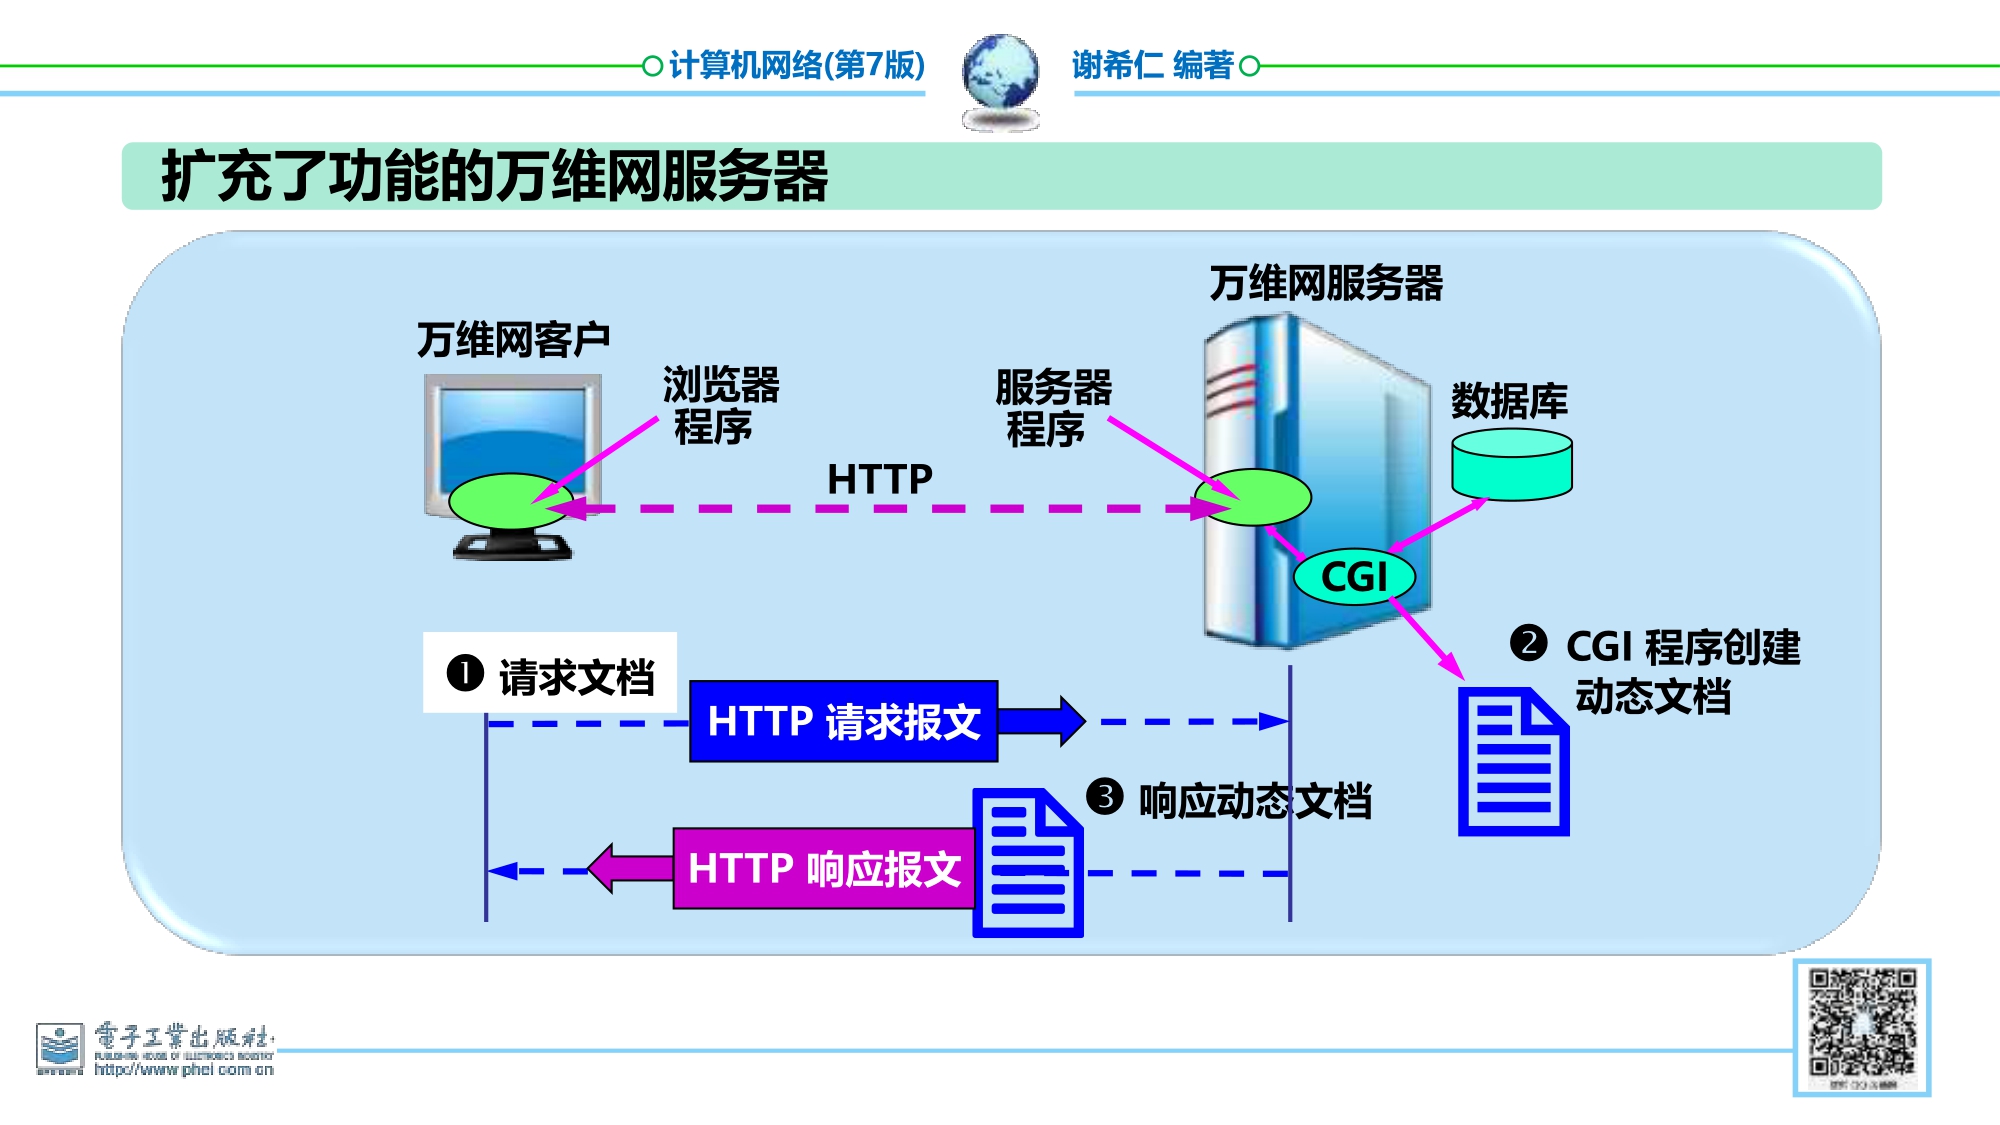 计算机网络(第7版)
谢希仁 编著
扩充了功能的万维网服务器
万维网服务器
万维网客户
浏览器
程序
服务器
程序
数据库
HTTP
CGI
❶ 请求文档
❷ CGI 程序创建
动态文档
HTTP 请求报文
❸ 响应动态文档
HTTP 响应报文
電子工業出版社
PUBLISHING HOUSE OF ELECTRONICS INDUSTRY
http://www.phei.com.cn